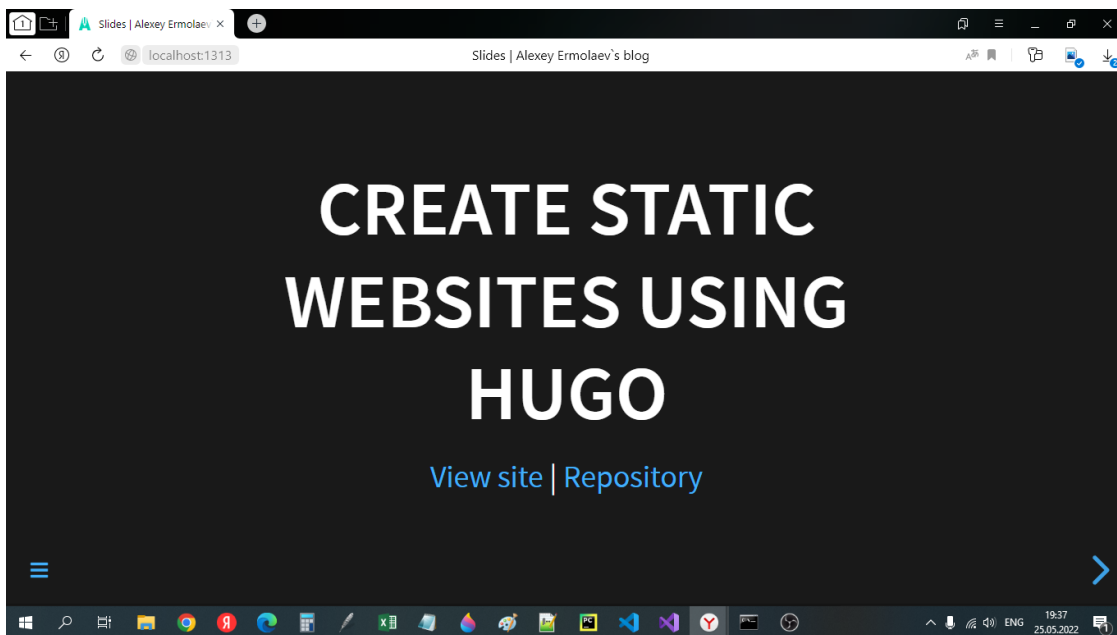 Slides | Alexey Ermolaev
localhost:1313
Slides | Alexey Ermolaev`s blog
CREATE STATIC
WEBSITES USING
HUGO
View site | Repository
ENG
19:37
25.05.2022